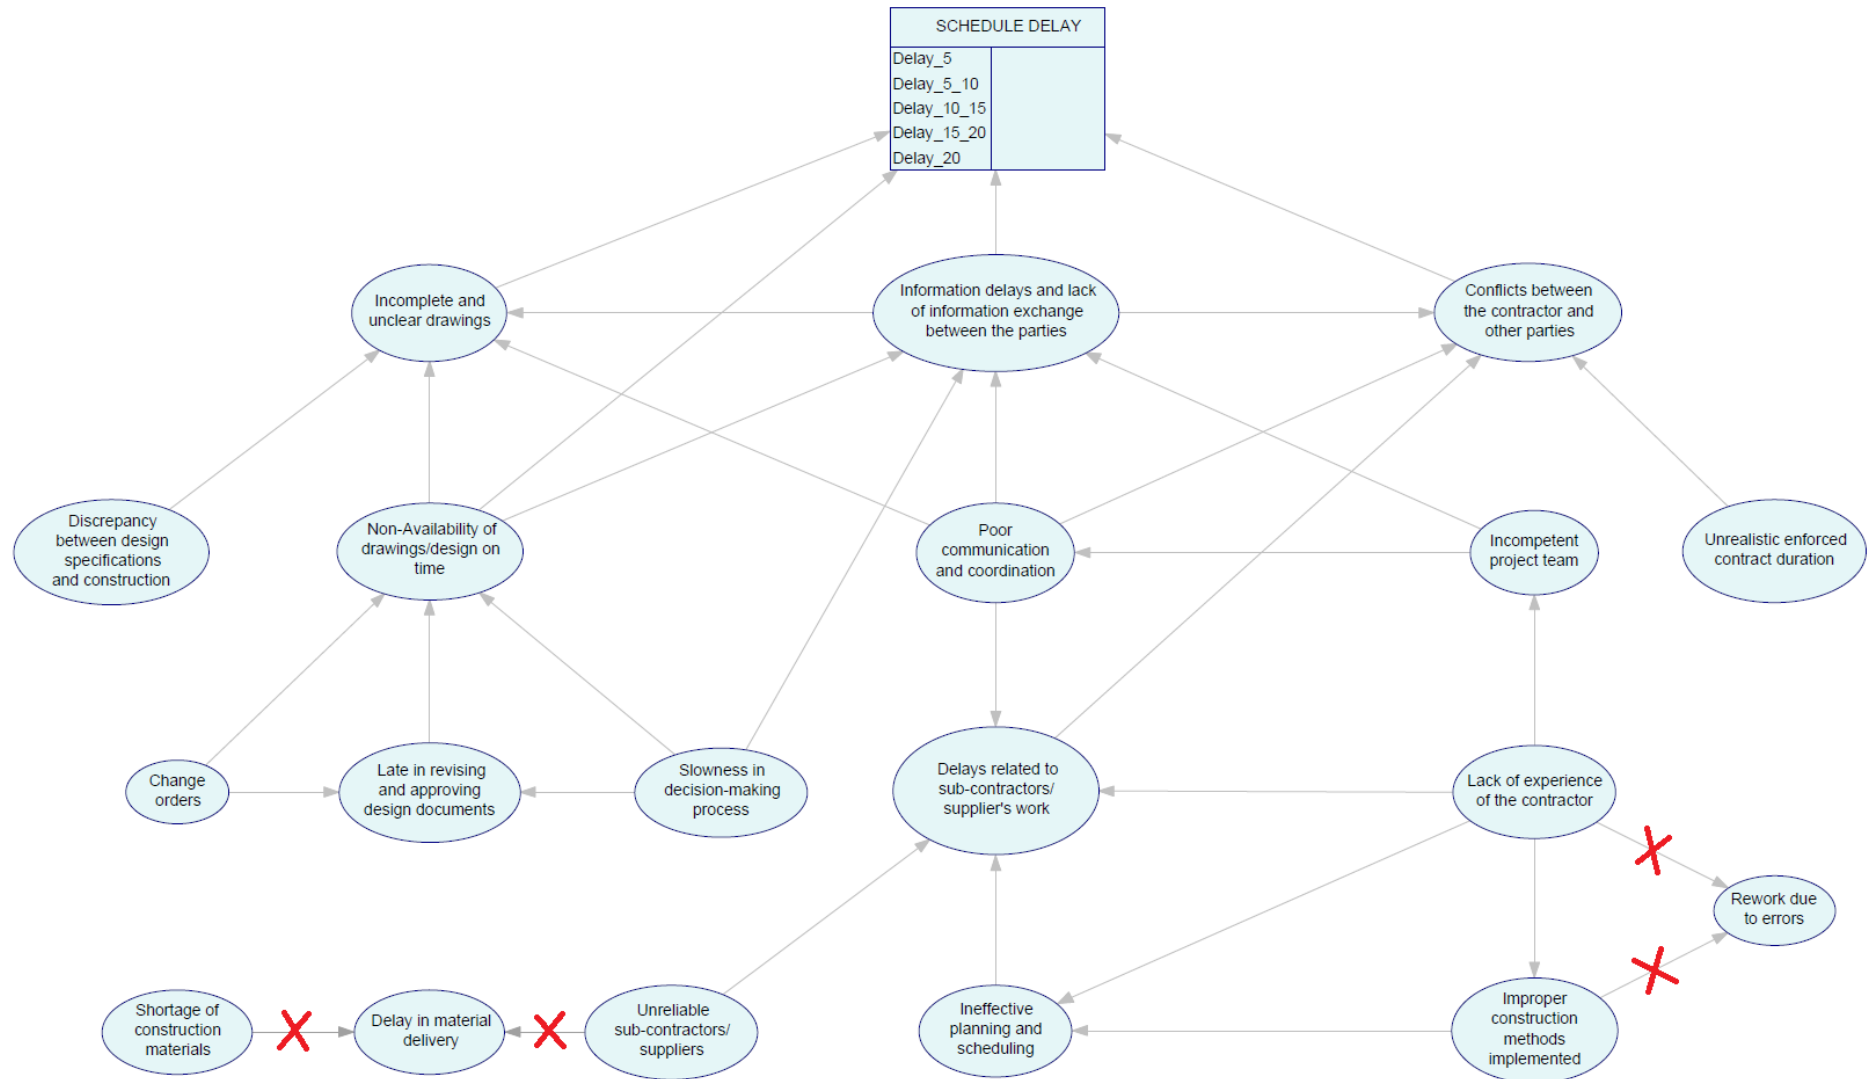 SCHEDULE DELAY
Delay_5
Delay_5_10
Delay_10_15
Delay_15_20
Delay_20
Incomplete and
unclear drawings
Information delays and lack
of information exchange
between the parties
Conflicts between
the contractor and
other parties
Discrepancy
between design
specifications
and construction
Non-Availability of
drawings/design on
time
Poor
communication
and coordination
Incompetent
project team
Unrealistic enforced
contract duration
Change
orders
Late in revising
and approving
design documents
Slowness in
decision-making
process
Delays related to
sub-contractors/
supplier's work
Lack of experience
of the contractor
Rework due
to errors
Shortage of
construction
materials
Delay in material
delivery
Unreliable
sub-contractors/
suppliers
Ineffective
planning and
scheduling
Improper
construction
methods
implemented